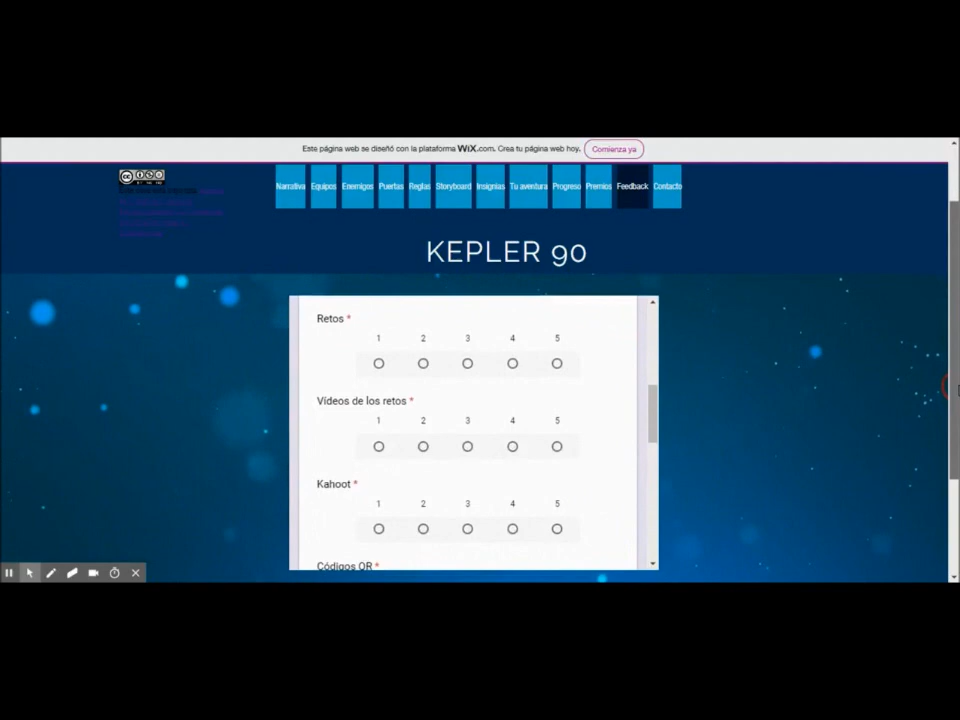 Este página web se diseñó con la plataforma WiX.com. Crea tu página web hoy. Comienza ya
Narrativa Equipos Enemigos Puertas Reglas Storyboard Insignias Tu aventura Progreso Premios Feedback Contacto
KEPLER 90
Retos *
1 2 3 4 5
Vídeos de los retos *
1 2 3 4 5
Kahoot *
1 2 3 4 5
Códigos QR *